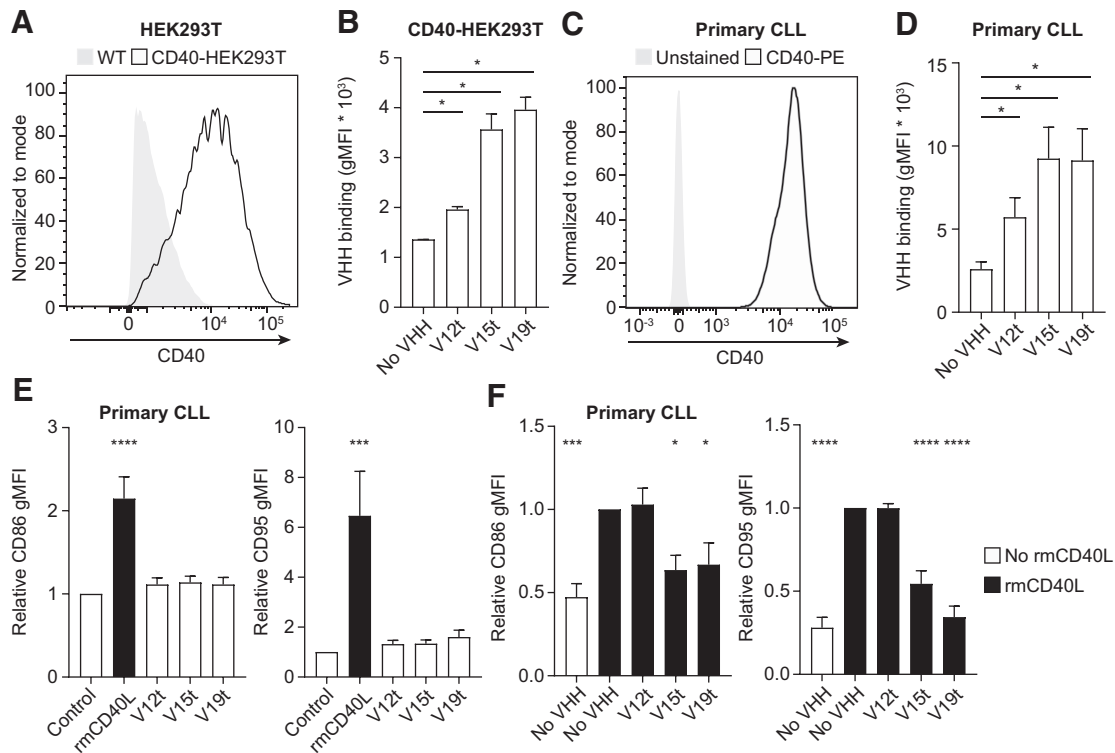 A
HEK293T
WT CD40-HEK293T
Normalized to mode
100
80
60
40
20
0
0 10⁴ 10⁵
CD40
B
CD40-HEK293T
VHH binding (gMFI * 10³)
5
4
3
2
1
0
*
*
*
No VHH V12t V15t V19t
C
Primary CLL
Unstained CD40-PE
Normalized to mode
100
80
60
40
20
0
10⁻³ 0 10³ 10⁴ 10⁵
CD40
D
Primary CLL
VHH binding (gMFI * 10³)
15
10
5
0
*
*
*
No VHH V12t V15t V19t
E
Primary CLL
Relative CD86 gMFI
3
2
1
0
****
Control rmCD40L V12t V15t V19t
Relative CD95 gMFI
10
8
6
4
2
0
***
Control rmCD40L V12t V15t V19t
F
Primary CLL
Relative CD86 gMFI
1.5
1.0
0.5
0.0
*** * *
No VHH No VHH V12t V15t V19t
Relative CD95 gMFI
1.5
1.0
0.5
0.0
**** **** ****
No VHH No VHH V12t V15t V19t
No rmCD40L
rmCD40L